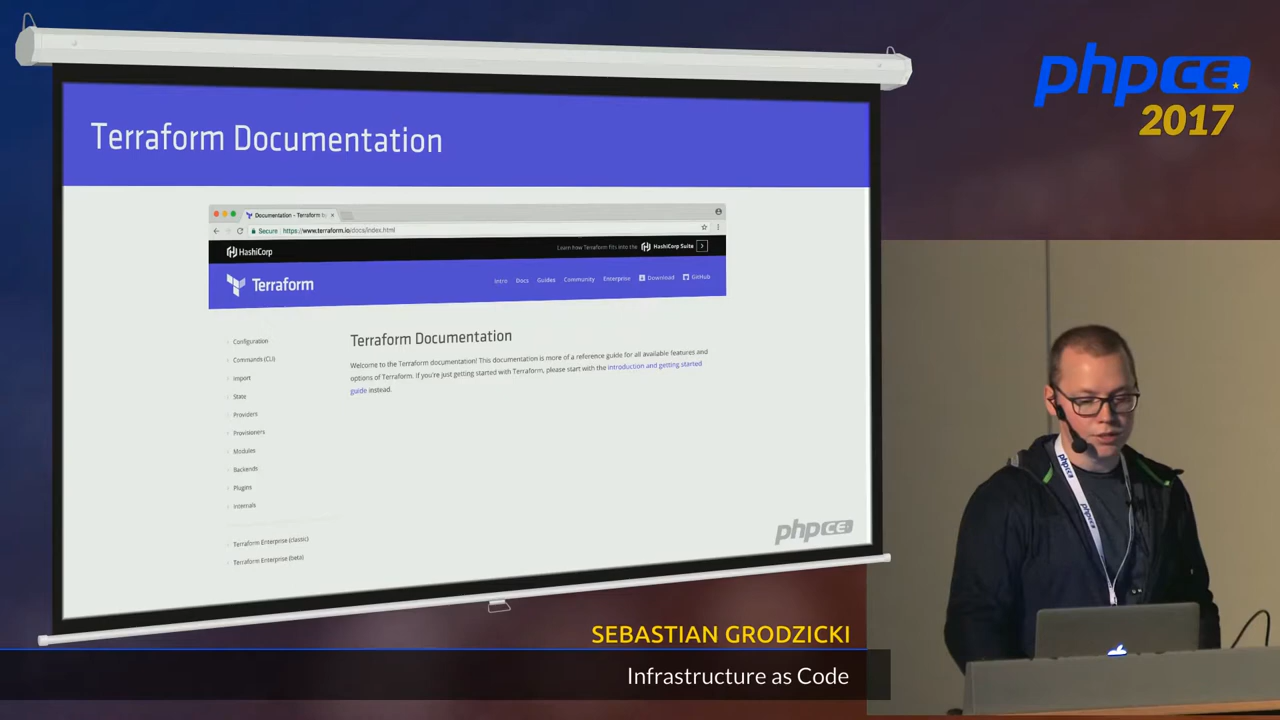 phpCE
2017
Terraform Documentation
Documentation - Terraform b
Secure https://www.terraform.io/docs/index.html
HashiCorp
Learn how Terraform fits into the HashiCorp Suite
Terraform
Intro Docs Guides Community Enterprise Download GitHub
Configuration
Commands (CLI)
Import
State
Providers
Provisioners
Modules
Backends
Plugins
Internals
Terraform Enterprise (classic)
Terraform Enterprise (beta)
Terraform Documentation
Welcome to the Terraform documentation! This documentation is more of a reference guide for all available features and
options of Terraform. If you're just getting started with Terraform, please start with the introduction and getting started
guide instead.
phpCE
phpce
phpce
SEBASTIAN GRODZICKI
Infrastructure as Code